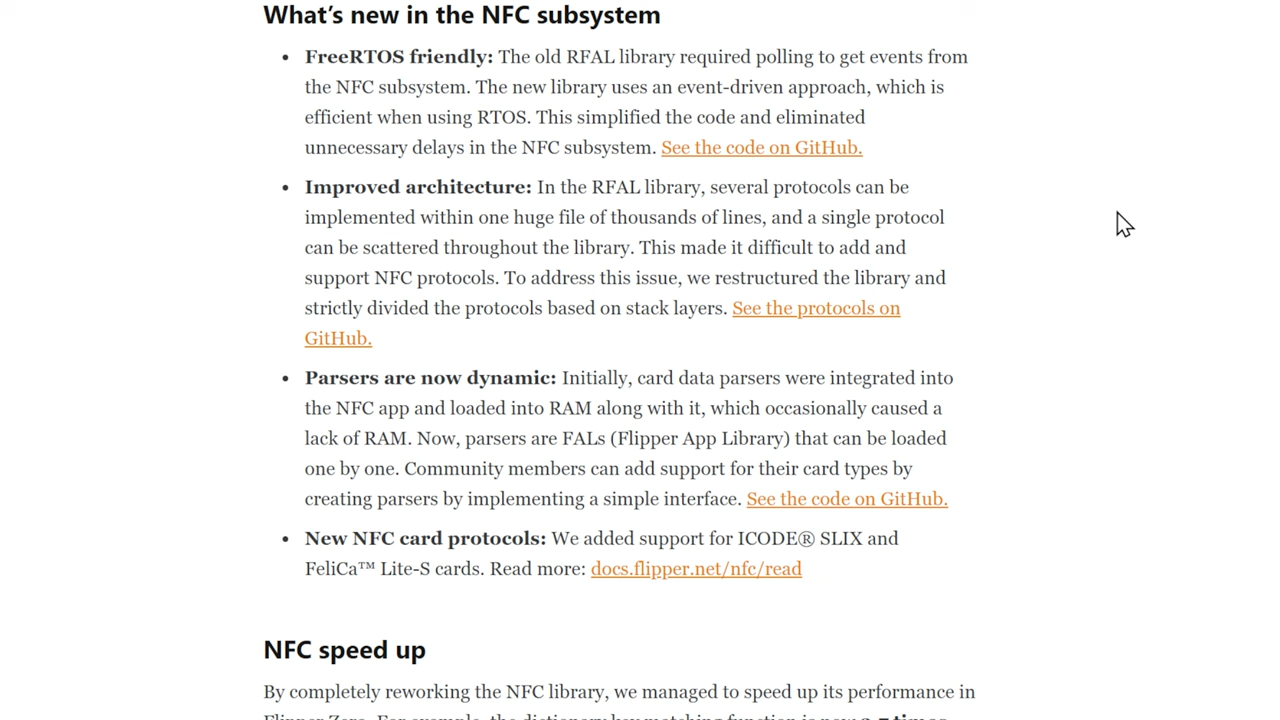 What's new in the NFC subsystem
• FreeRTOS friendly: The old RFAL library required polling to get events from
the NFC subsystem. The new library uses an event-driven approach, which is
efficient when using RTOS. This simplified the code and eliminated
unnecessary delays in the NFC subsystem. See the code on GitHub.
• Improved architecture: In the RFAL library, several protocols can be
implemented within one huge file of thousands of lines, and a single protocol
can be scattered throughout the library. This made it difficult to add and
support NFC protocols. To address this issue, we restructured the library and
strictly divided the protocols based on stack layers. See the protocols on
GitHub.
• Parsers are now dynamic: Initially, card data parsers were integrated into
the NFC app and loaded into RAM along with it, which occasionally caused a
lack of RAM. Now, parsers are FALs (Flipper App Library) that can be loaded
one by one. Community members can add support for their card types by
creating parsers by implementing a simple interface. See the code on GitHub.
• New NFC card protocols: We added support for ICODE® SLIX and
FeliCa™ Lite-S cards. Read more: docs.flipper.net/nfc/read
NFC speed up
By completely reworking the NFC library, we managed to speed up its performance in
Flipper Zero. For example, the dictionary key matching function is now